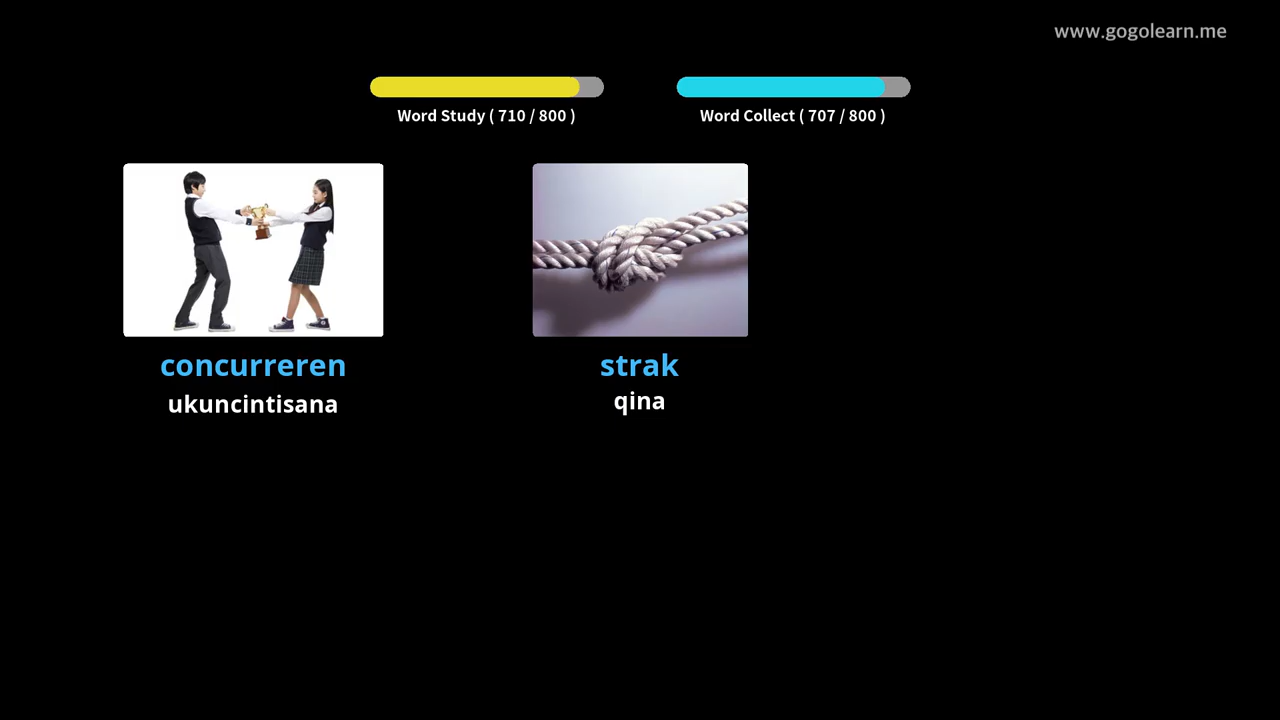 www.gogolearn.me
Word Study ( 710 / 800 )
Word Collect ( 707 / 800 )
concurreren
ukuncintisana
strak
qina